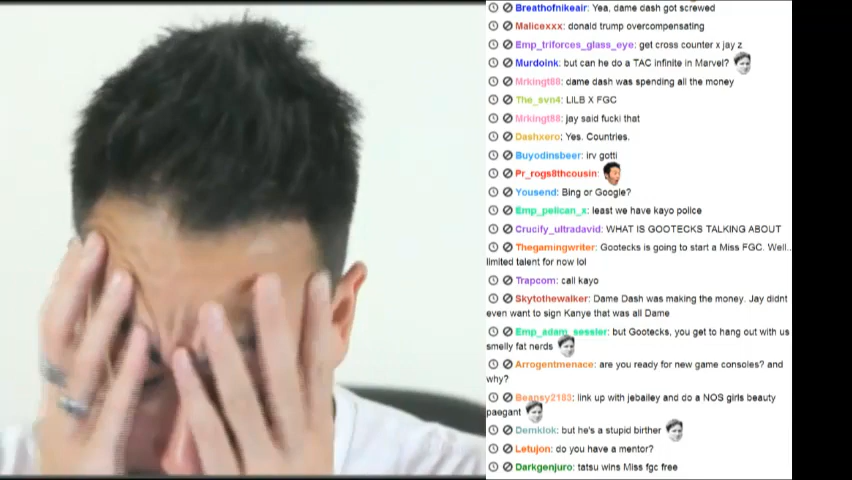 Breathofnikeair: Yea, dame dash got screwed
Malicexxx: donald trump overcompensating
Emp_triforces_glass_eye: get cross counter x jay z
Murdoink: but can he do a TAC infinite in Marvel?
Mrkingt88: dame dash was spending all the money
The_svn4: LILB X FGC
Mrkingt88: jay said fucki that
Dashxero: Yes. Countries.
Buyodinsbeer: irv gotti
Pr_rogs8thcousin:
Yousend: Bing or Google?
Emp_pelican_x: least we have kayo police
Crucify_ultradavid: WHAT IS GOOTECKS TALKING ABOUT
Thegamingwriter: Gootecks is going to start a Miss FGC. Well..
limited talent for now lol
Trapcom: call kayo
Skytothewalker: Dame Dash was making the money. Jay didnt
even want to sign Kanye that was all Dame
Emp_adam_sessler: but Gootecks, you get to hang out with us
smelly fat nerds
Arrogentmenace: are you ready for new game consoles? and
why?
Beansy2183: link up with jebailey and do a NOS girls beauty
paegant
Demklok: but he's a stupid birther
Letujon: do you have a mentor?
Darkgenjuro: tatsu wins Miss fgc free